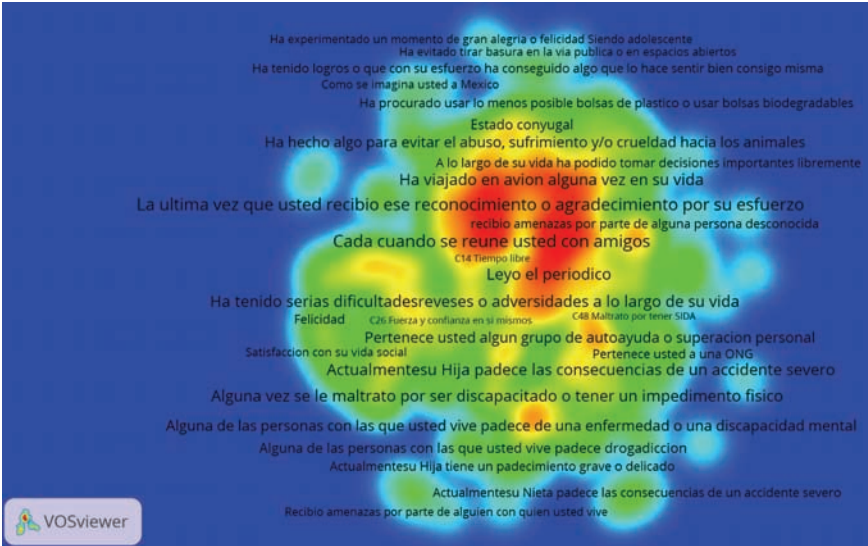 Ha experimentado un momento de gran alegria o felicidad Siendo adolescente
Ha evitado tirar basura en la via publica o en espacios abiertos
Ha tenido logros o que con su esfuerzo ha conseguido algo que lo hace sentir bien consigo misma
Como se imagina usted a Mexico
Ha procurado usar lo menos posible bolsas de plastico o usar bolsas biodegradables
Estado conyugal
Ha hecho algo para evitar el abuso, sufrimiento y/o crueldad hacia los animales
A lo largo de su vida ha podido tomar decisiones importantes libremente
Ha viajado en avion alguna vez en su vida
La ultima vez que usted recibio ese reconocimiento o agradecimiento por su esfuerzo
recibio amenazas por parte de alguna persona desconocida
Cada cuando se reune usted con amigos
C14 Tiempo libre
Leyo el periodico
Ha tenido serias dificultadesreveses o adversidades a lo largo de su vida
Felicidad
C26 Fuerza y confianza en si mismos
C48 Maltrato por tener SIDA
Pertenece usted algun grupo de autoayuda o superacion personal
Satisfaccion con su vida social
Pertenece usted a una ONG
Actualmentesu Hija padece las consecuencias de un accidente severo
Alguna vez se le maltrato por ser discapacitado o tener un impedimento fisico
Alguna de las personas con las que usted vive padece de una enfermedad o una discapacidad mental
Alguna de las personas con las que usted vive padece drogadiccion
Actualmentesu Hija tiene un padecimiento grave o delicado
Actualmentesu Nieta padece las consecuencias de un accidente severo
Recibio amenazas por parte de alguien con quien usted vive
VOSviewer